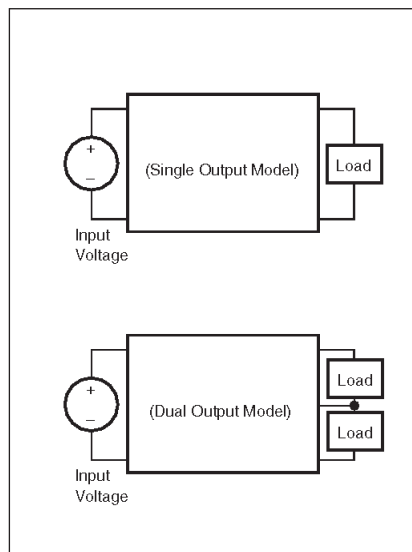 +
(Single Output Model)
Load
−
Input
Voltage
Load
+
(Dual Output Model)
−
Load
Input
Voltage